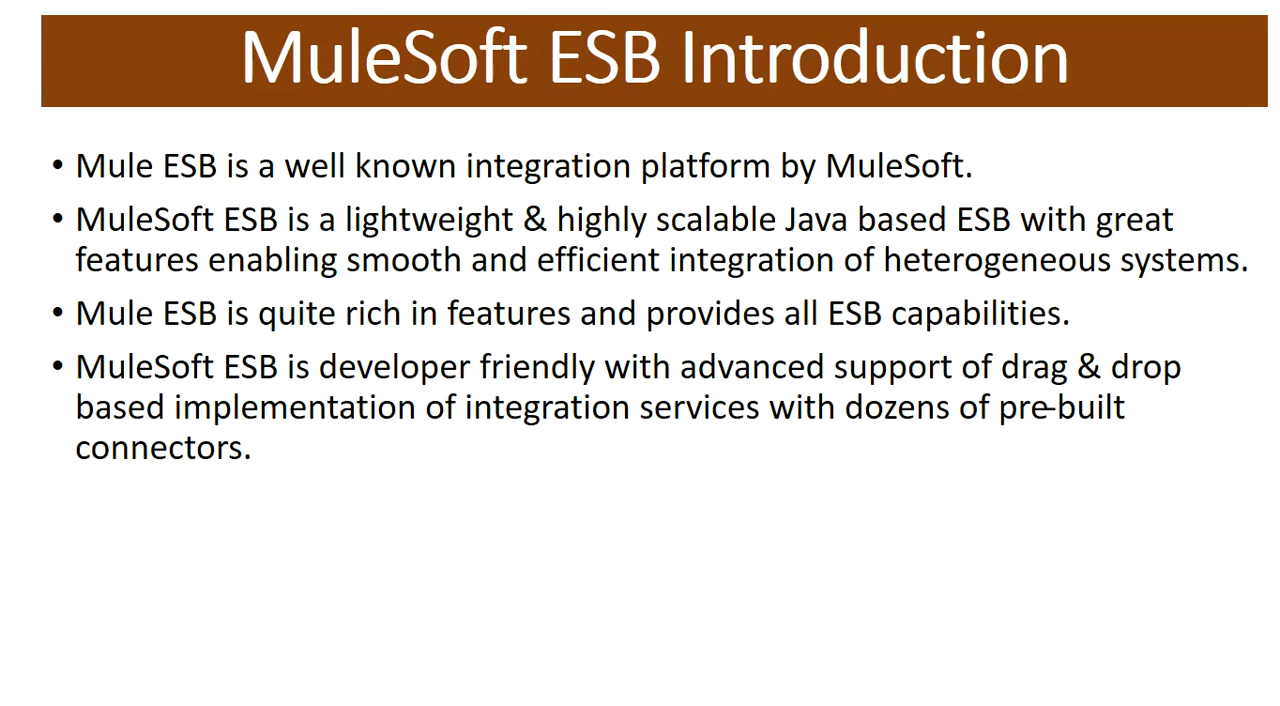 MuleSoft ESB Introduction
• Mule ESB is a well known integration platform by MuleSoft.
• MuleSoft ESB is a lightweight & highly scalable Java based ESB with great
features enabling smooth and efficient integration of heterogeneous systems.
• Mule ESB is quite rich in features and provides all ESB capabilities.
• MuleSoft ESB is developer friendly with advanced support of drag & drop
based implementation of integration services with dozens of pre-built
connectors.